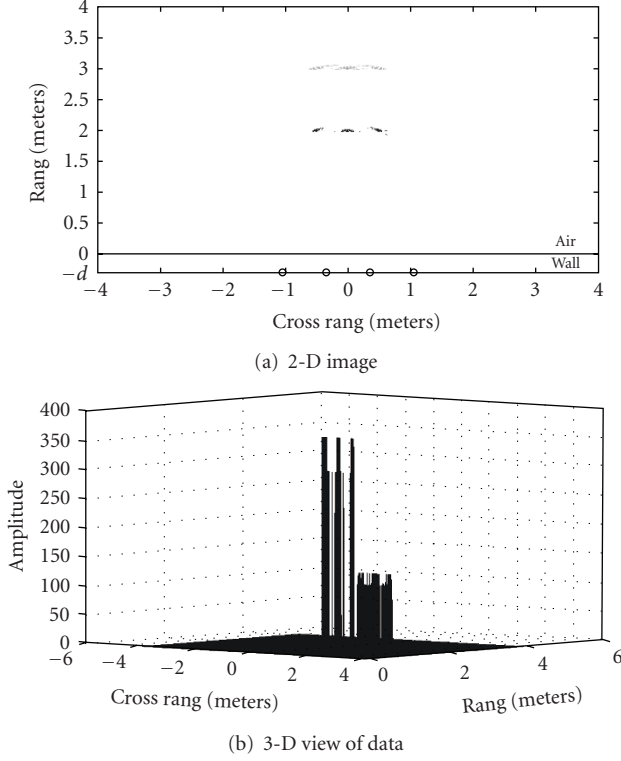 4
3.5
3
2.5
2
1.5
1
0.5
0
−d
Rang (meters)
Air
Wall
−4 −3 −2 −1 0 1 2 3 4
Cross rang (meters)
(a) 2-D image
400
350
300
250
200
150
100
50
0
Amplitude
−6 −4 −2 0 2 4 0 2 4 6
Cross rang (meters) Rang (meters)
(b) 3-D view of data